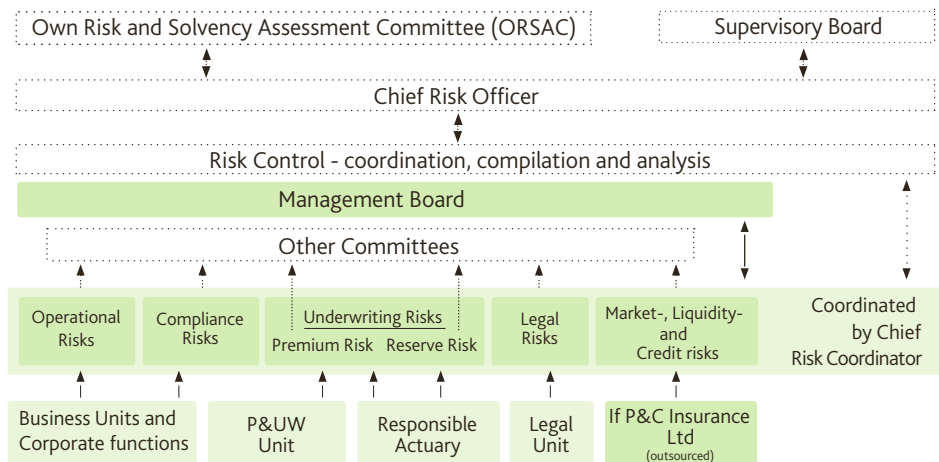 Own Risk and Solvency Assessment Committee (ORSAC)
Supervisory Board
Chief Risk Officer
Risk Control - coordination, compilation and analysis
Management Board
Other Committees
Operational
Risks
Compliance
Risks
Underwriting Risks
Premium Risk
Reserve Risk
Legal
Risks
Market-, Liquidity-
and
Credit risks
Coordinated
by Chief
Risk Coordinator
Business Units and
Corporate functions
P&UW
Unit
Responsible
Actuary
Legal
Unit
If P&C Insurance
Ltd
(outsourced)